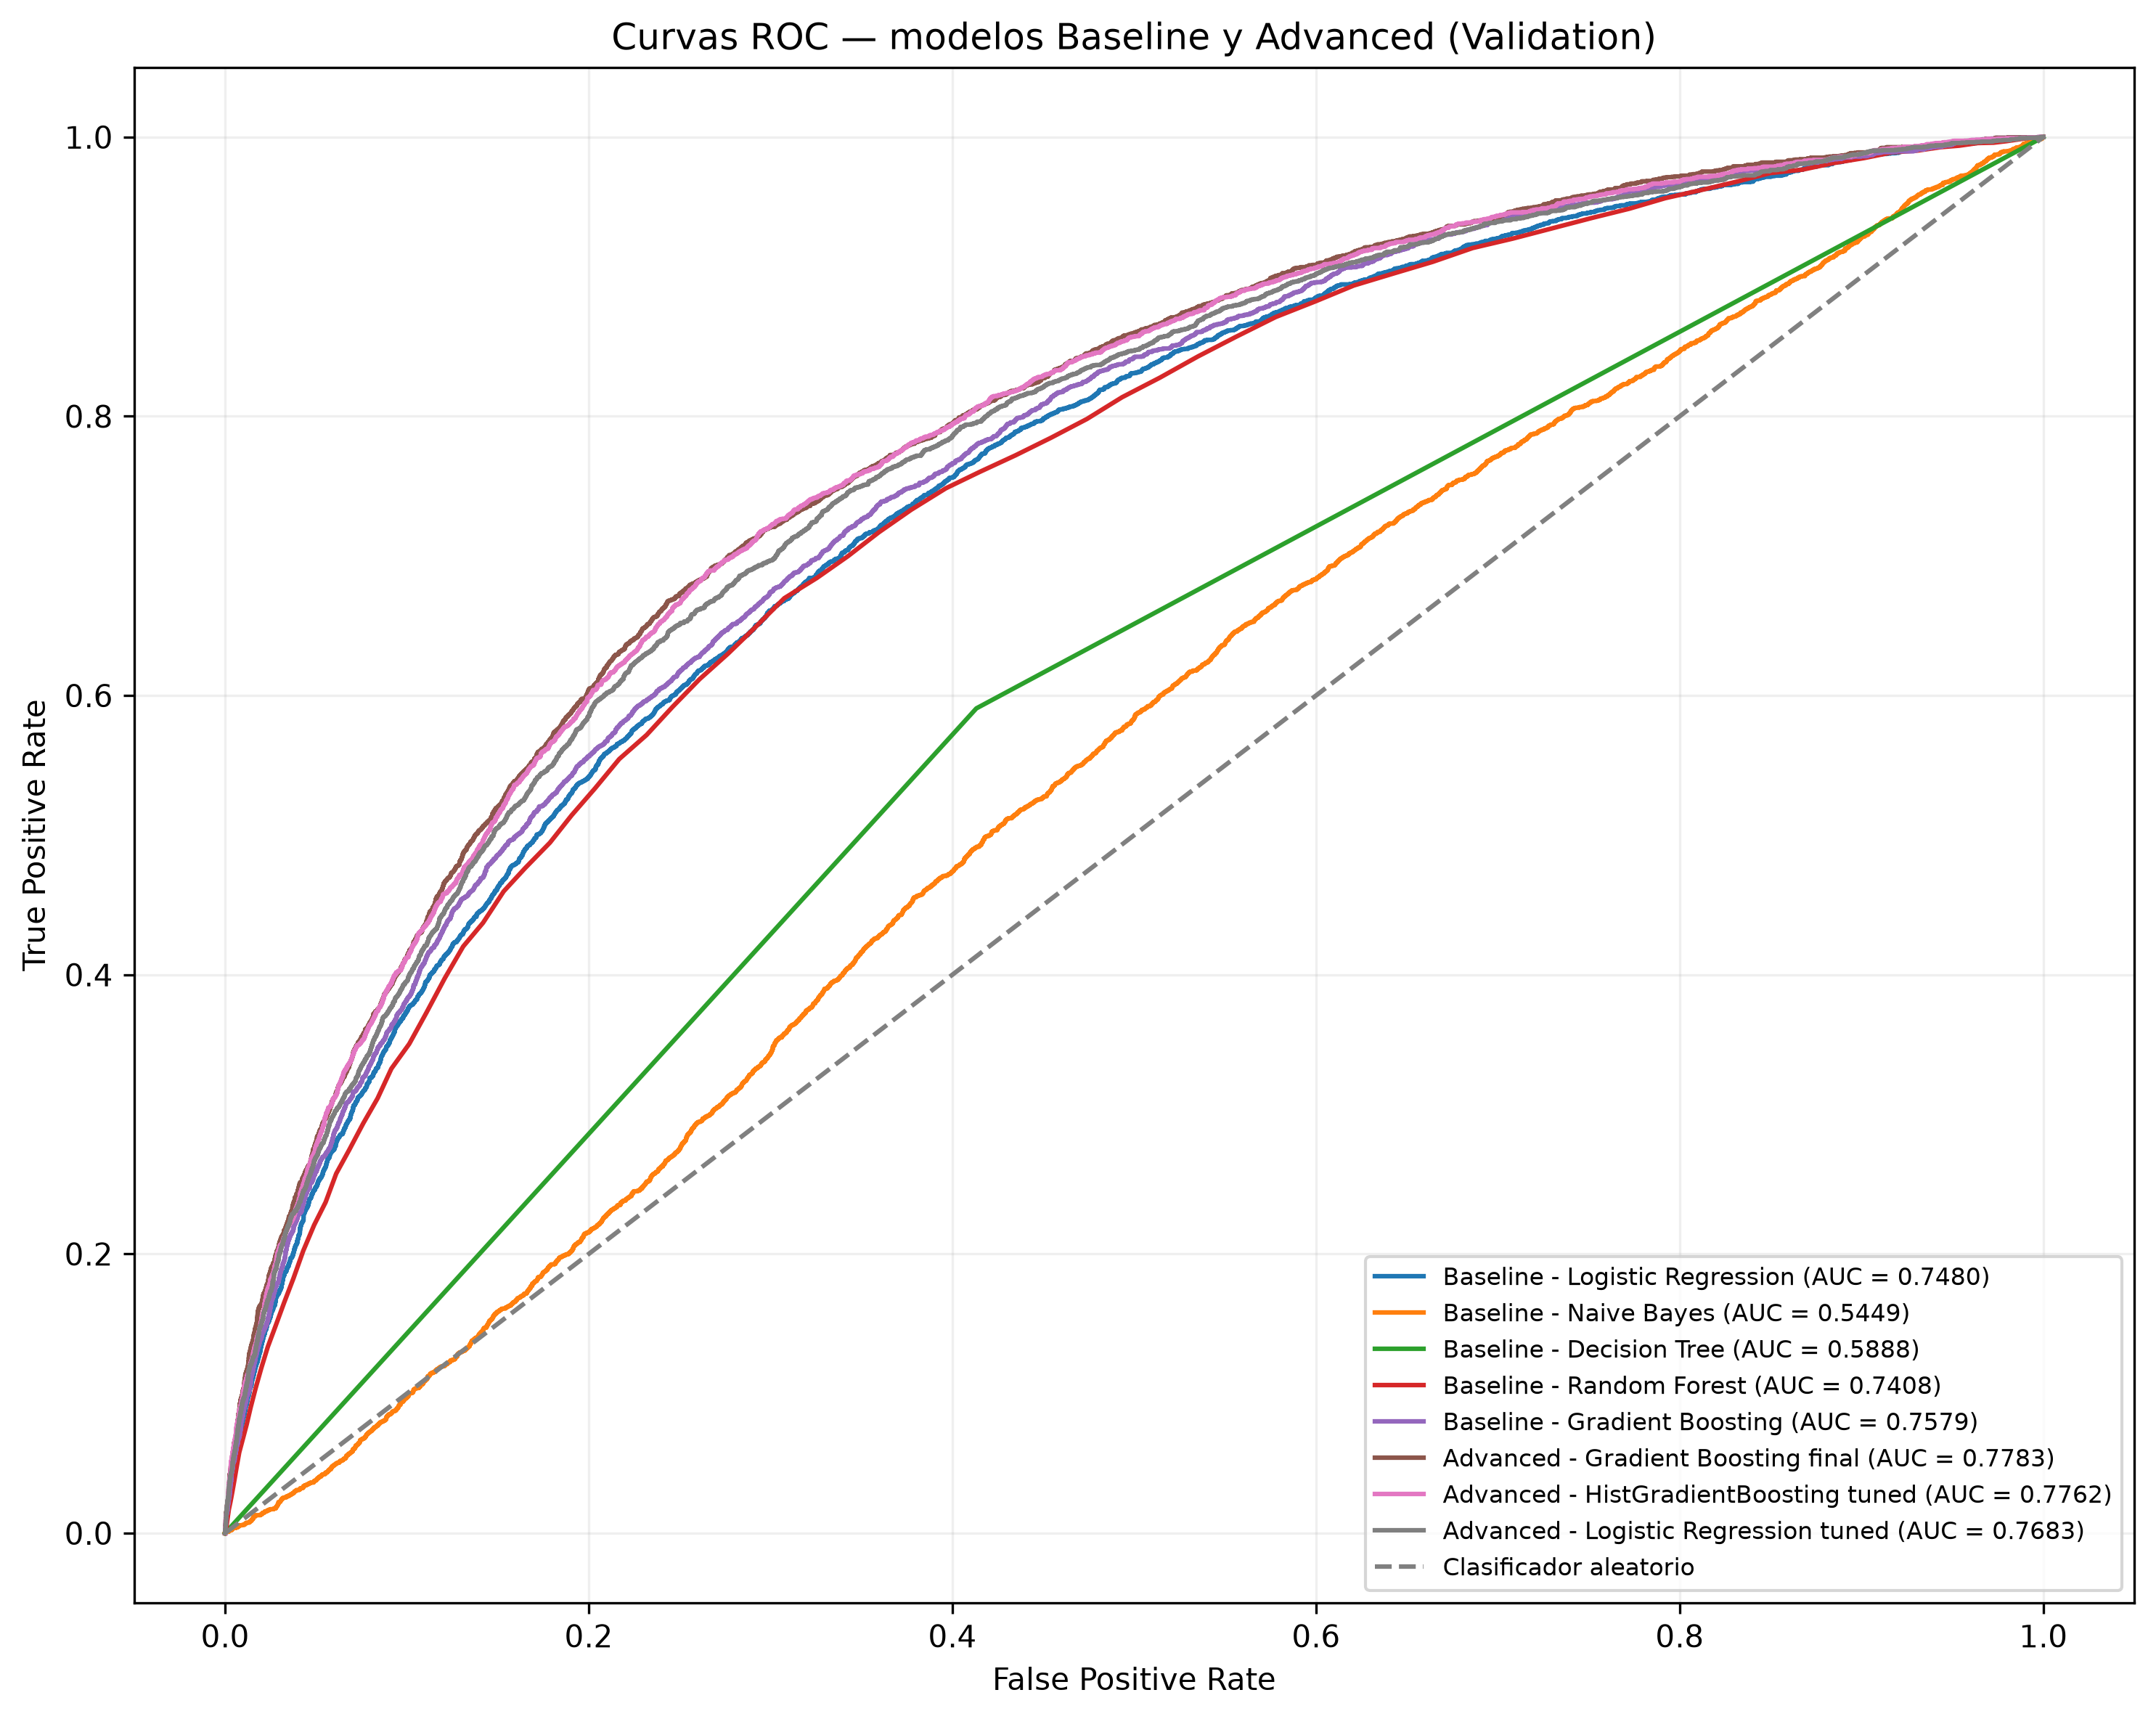 Curvas ROC — modelos Baseline y Advanced (Validation)
True Positive Rate
1.0
0.8
0.6
0.4
0.2
0.0
0.0 0.2 0.4 0.6 0.8 1.0
False Positive Rate
Baseline - Logistic Regression (AUC = 0.7480)
Baseline - Naive Bayes (AUC = 0.5449)
Baseline - Decision Tree (AUC = 0.5888)
Baseline - Random Forest (AUC = 0.7408)
Baseline - Gradient Boosting (AUC = 0.7579)
Advanced - Gradient Boosting final (AUC = 0.7783)
Advanced - HistGradientBoosting tuned (AUC = 0.7762)
Advanced - Logistic Regression tuned (AUC = 0.7683)
Clasificador aleatorio